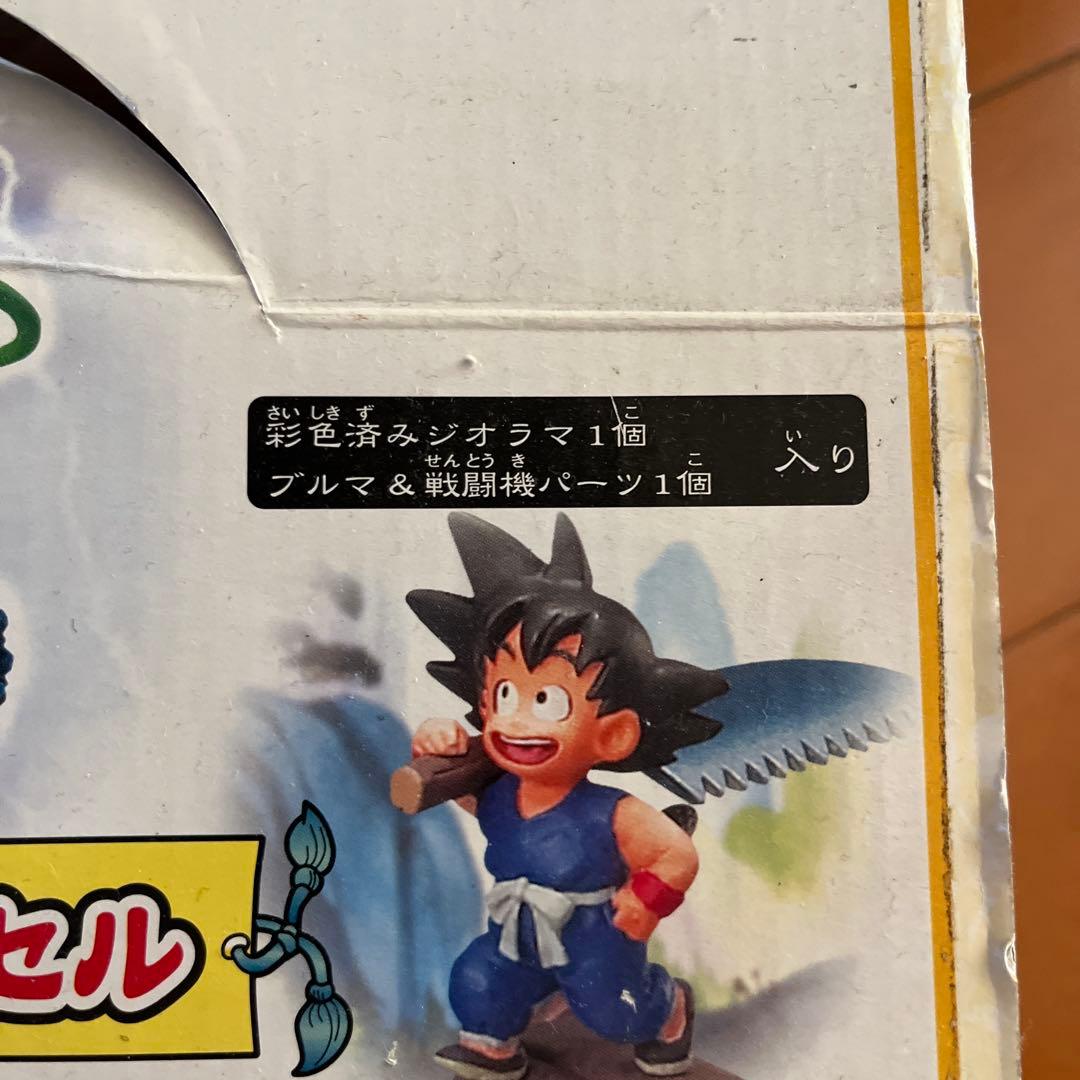 彩色済みジオラマ1個
ブルマ&戦闘機パーツ1個
入り
セル